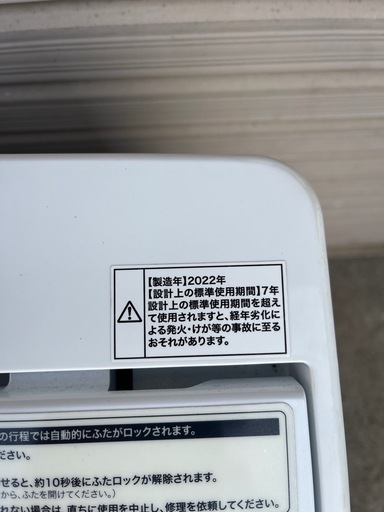 【製造年】2022年
【設計上の標準使用期間】7年
設計上の標準使用期間を超え
て使用されますと、経年劣化に
よる発火・けが等の事故に至る
おそれがあります。
の行程では自動的にふたがロックされます。
ださい。
せると、約10秒後にふたロックが解除されます。
から、ふたを開けてください。)
れない場合は、直ちに使用を中止し、修理を依頼してください。